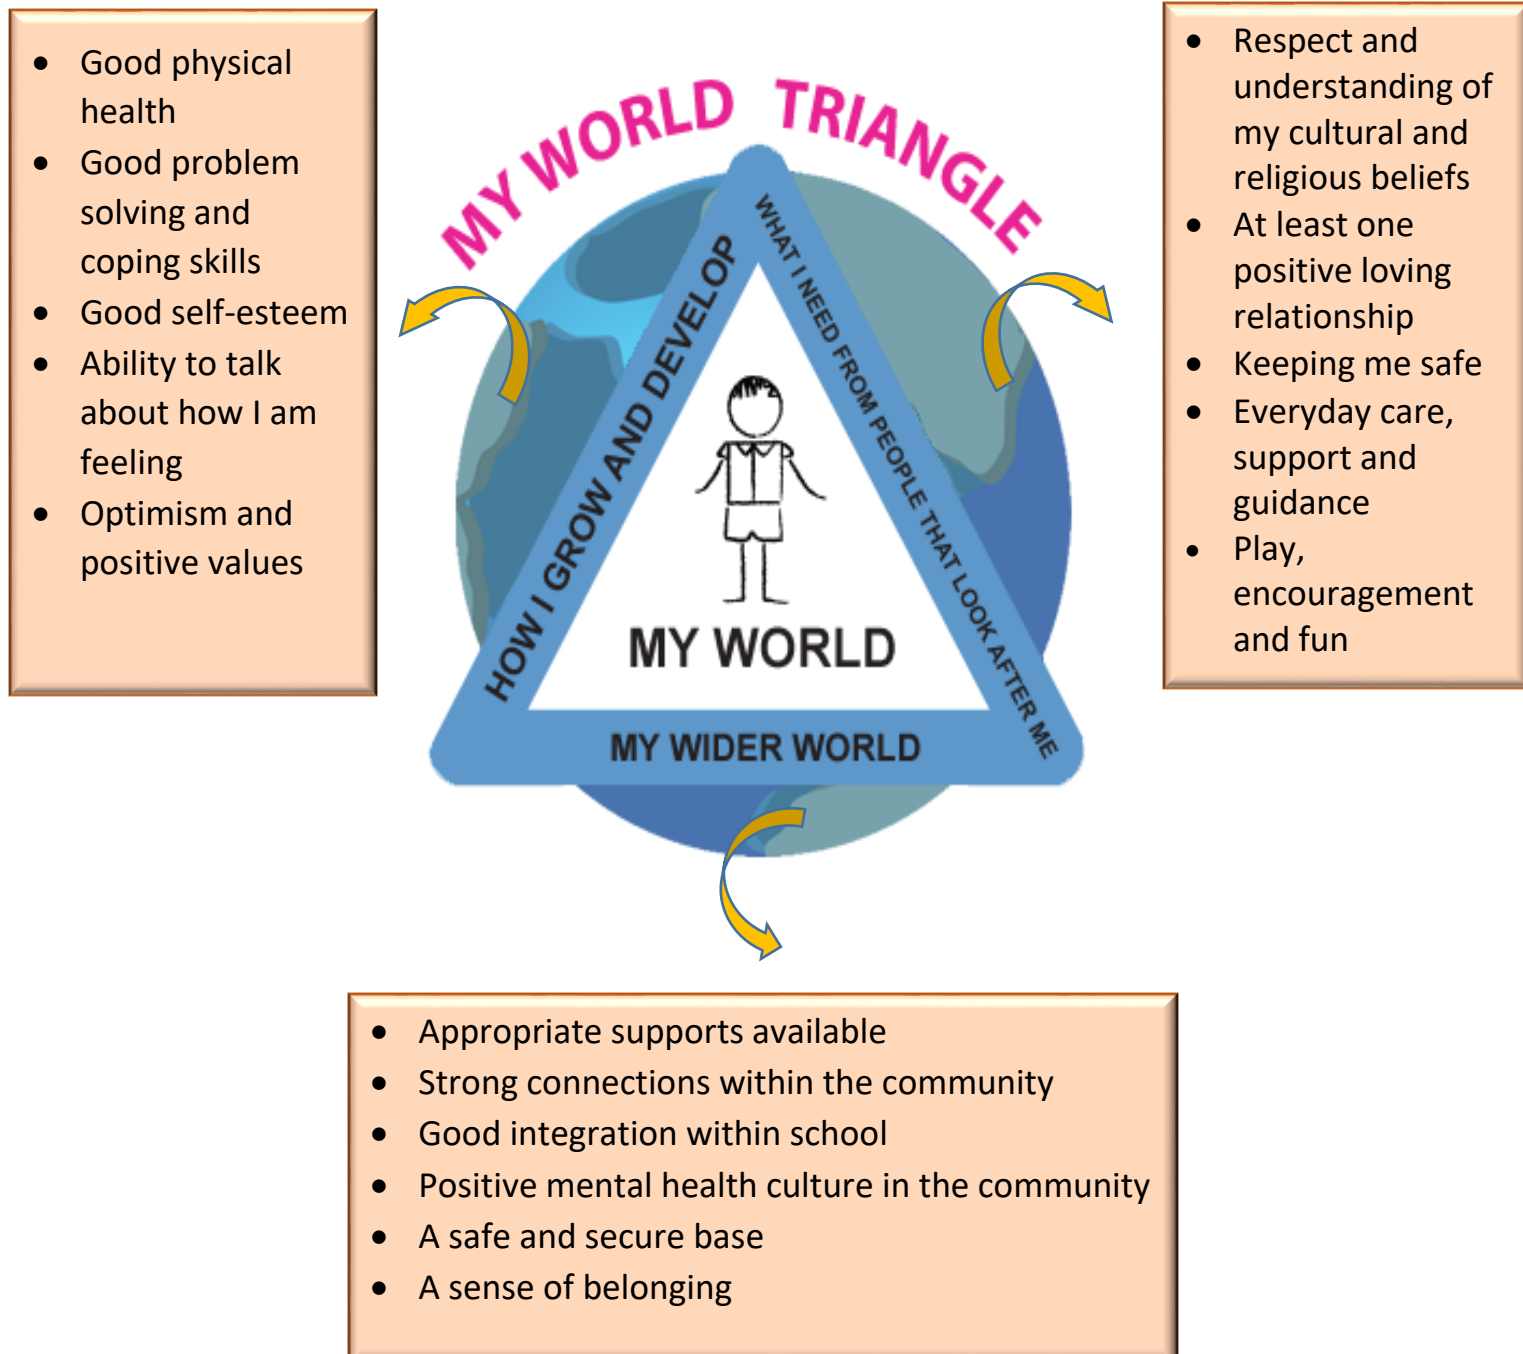 • Good physical
health
• Good problem
solving and
coping skills
• Good self-esteem
• Ability to talk
about how I am
feeling
• Optimism and
positive values
MY WORLD TRIANGLE
HOW I GROW AND DEVELOP
WHAT I NEED FROM PEOPLE THAT LOOK AFTER ME
MY WORLD
MY WIDER WORLD
• Respect and
understanding of
my cultural and
religious beliefs
• At least one
positive loving
relationship
• Keeping me safe
• Everyday care,
support and
guidance
• Play,
encouragement
and fun
• Appropriate supports available
• Strong connections within the community
• Good integration within school
• Positive mental health culture in the community
• A safe and secure base
• A sense of belonging